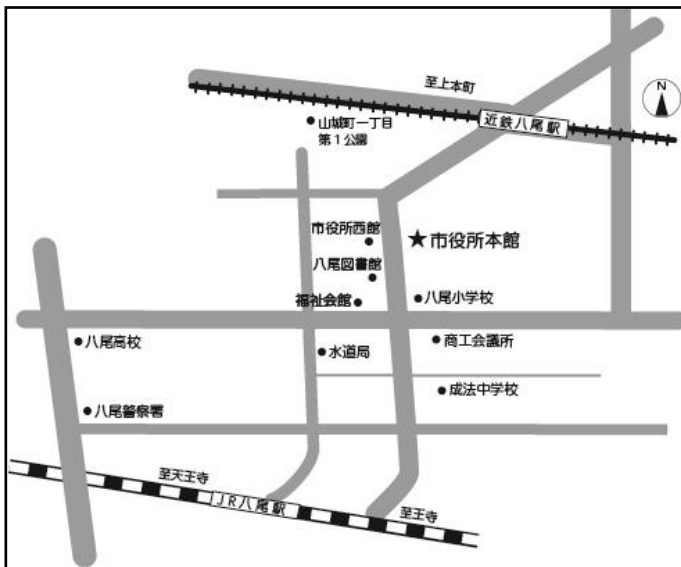 至上本町
近鉄八尾駅
N
山城町一丁目
第1公園
市役所西館
★市役所本館
八尾図書館
福祉会館
八尾小学校
八尾高校
水道局
商工会議所
八尾警察署
成法中学校
至天王寺
JR八尾駅
至王寺